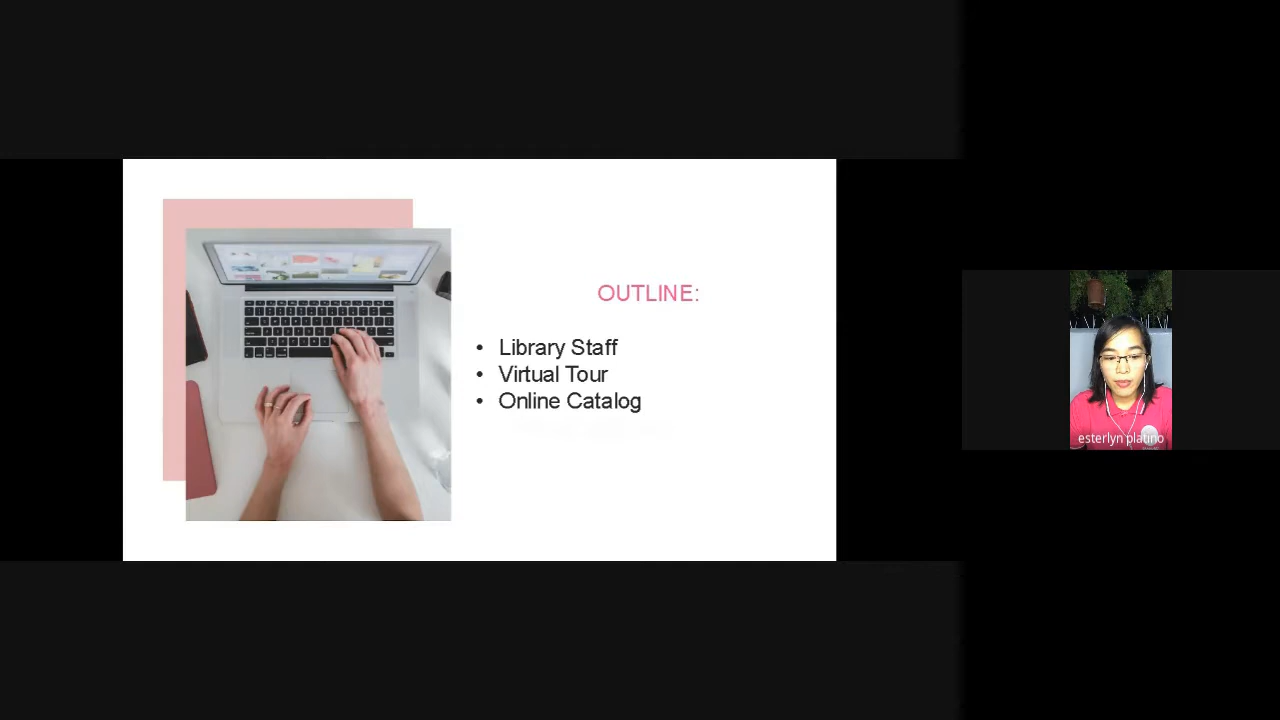 OUTLINE:
• Library Staff
• Virtual Tour
• Online Catalog
esterlyn platino